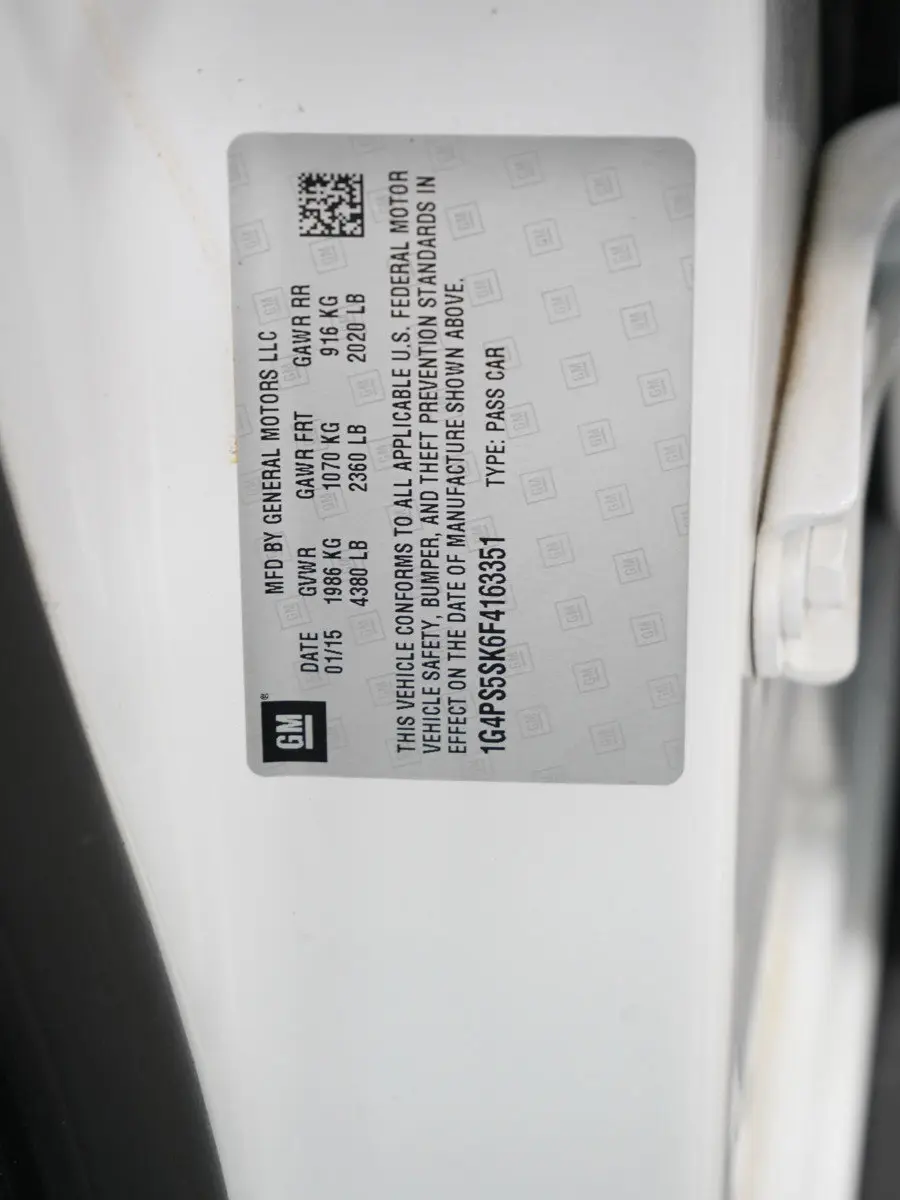 GM®
MFD BY GENERAL MOTORS LLC
DATE GVWR GAWR FRT GAWR RR
01/15 1986 KG 1070 KG 916 KG
4380 LB 2360 LB 2020 LB
THIS VEHICLE CONFORMS TO ALL APPLICABLE U.S. FEDERAL MOTOR
VEHICLE SAFETY, BUMPER, AND THEFT PREVENTION STANDARDS IN
EFFECT ON THE DATE OF MANUFACTURE SHOWN ABOVE.
1G4PS5SK6F4163351 TYPE: PASS CAR